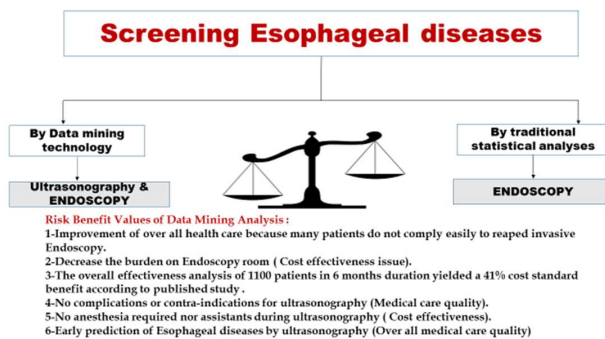 Screening Esophageal diseases
By Data mining
technology
By traditional
statistical analyses
Ultrasonography &
ENDOSCOPY
ENDOSCOPY
Risk Benefit Values of Data Mining Analysis :
1-Improvement of over all health care because many patients do not comply easily to reaped invasive
Endoscopy.
2-Decrease the burden on Endoscopy room ( Cost effectiveness issue).
3-The overall effectiveness analysis of 1100 patients in 6 months duration yielded a 41% cost standard
benefit according to published study .
4-No complications or contra-indications for ultrasonography (Medical care quality).
5-No anesthesia required nor assistants during ultrasonography ( Cost effectiveness).
6-Early prediction of Esophageal diseases by ultrasonography (Over all medical care quality)